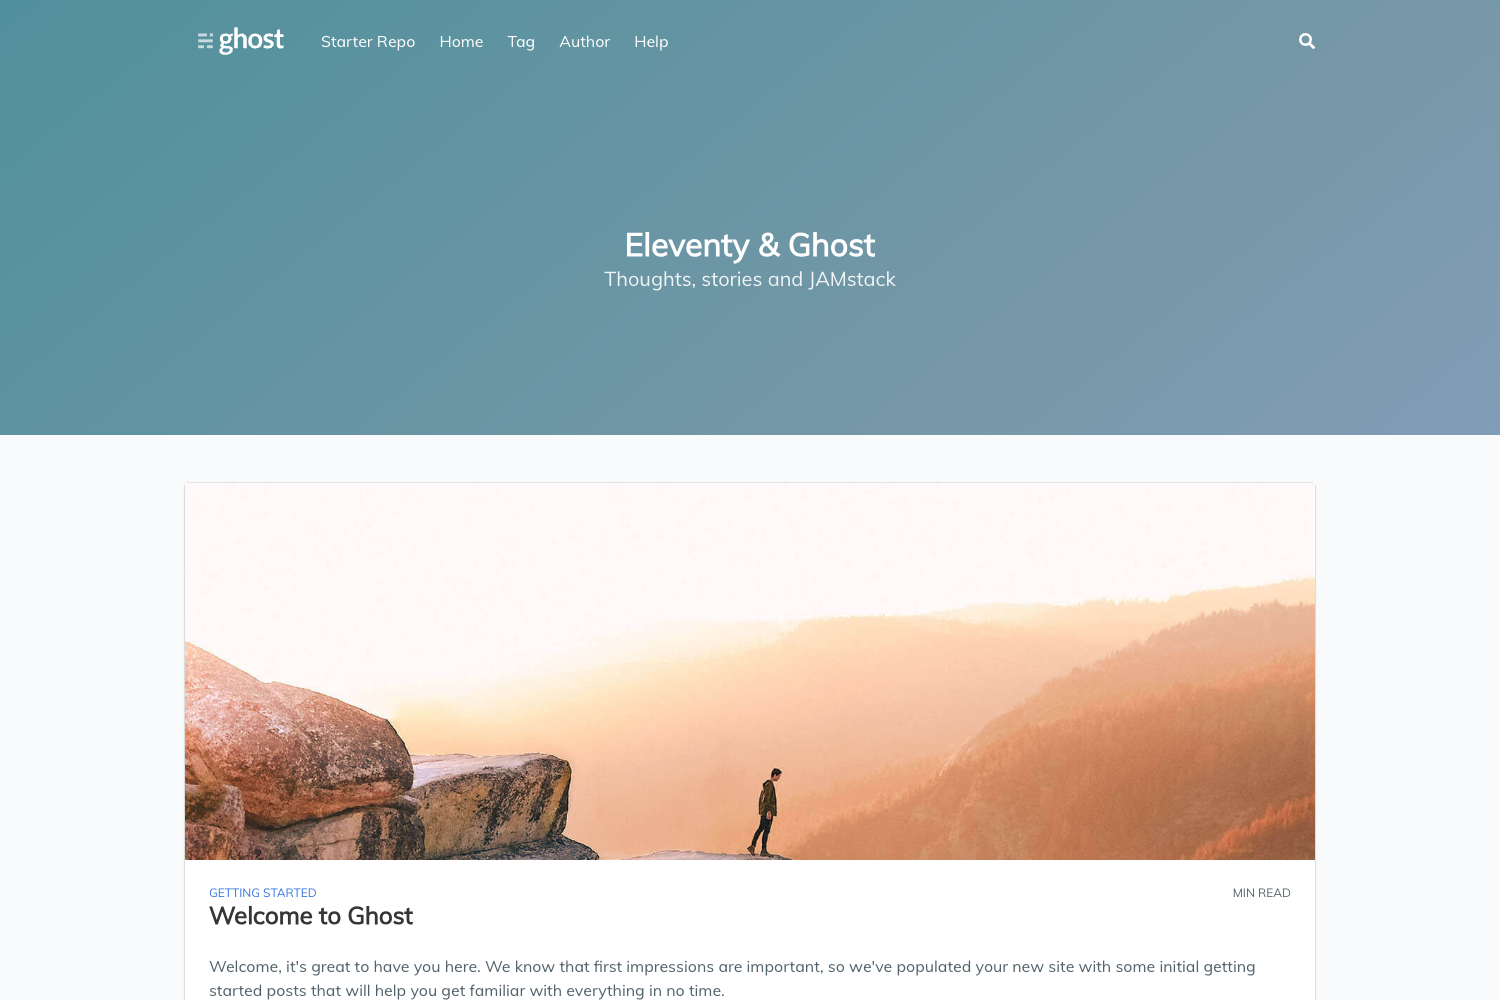 ghost
Starter Repo
Home
Tag
Author
Help
Eleventy & Ghost
Thoughts, stories and JAMstack
GETTING STARTED
MIN READ
Welcome to Ghost
Welcome, it's great to have you here. We know that first impressions are important, so we've populated your new site with some initial getting
started posts that will help you get familiar with everything in no time.